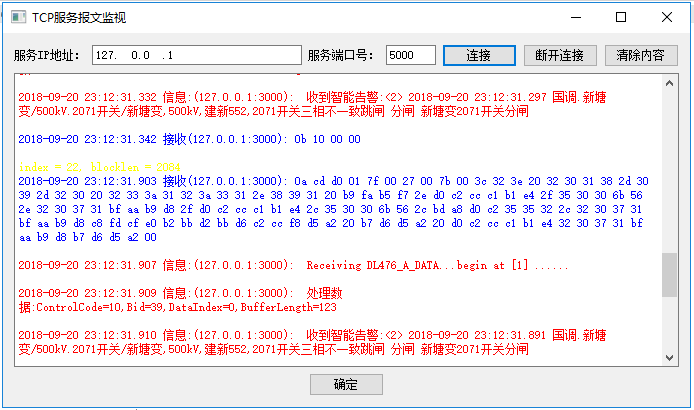 TCP服务报文监视
服务IP地址: 127. 0.0 .1 服务端口号: 5000 连接 断开连接 清除内容
2018-09-20 23:12:31.332 信息:(127.0.0.1:3000): 收到智能告警:<2> 2018-09-20 23:12:31.297 国调.新塘
变/500kV.2071开关/新塘变,500kV,建新552,2071开关三相不一致跳闸 分闸 新塘变2071开关分闸
2018-09-20 23:12:31.342 接收(127.0.0.1:3000): 0b 10 00 00
index = 22, blocklen = 2084
2018-09-20 23:12:31.903 接收(127.0.0.1:3000): 0a cd d0 01 7f 00 27 00 7b 00 3c 32 3e 20 32 30 31 38 2d 30
39 2d 32 30 20 32 33 3a 31 32 3a 33 31 2e 38 39 31 20 b9 fa b5 f7 2e d0 c2 cc c1 b1 e4 2f 35 30 30 6b 56
2e 32 30 37 31 bf aa b9 d8 2f d0 c2 cc c1 b1 e4 2c 35 30 30 6b 56 2c bd a8 d0 c2 35 35 32 2c 32 30 37 31
bf aa b9 d8 c8 fd cf e0 b2 bb d2 bb d6 c2 cc f8 d5 a2 20 b7 d6 d5 a2 20 d0 c2 cc c1 b1 e4 32 30 37 31 bf
aa b9 d8 b7 d6 d5 a2 00
2018-09-20 23:12:31.907 信息:(127.0.0.1:3000): Receiving DL476_A_DATA...begin at [1] ......
2018-09-20 23:12:31.909 信息:(127.0.0.1:3000): 处理数
据:ControlCode=10,Bid=39,DataIndex=0,BufferLength=123
2018-09-20 23:12:31.910 信息:(127.0.0.1:3000): 收到智能告警:<2> 2018-09-20 23:12:31.891 国调.新塘
变/500kV.2071开关/新塘变,500kV,建新552,2071开关三相不一致跳闸 分闸 新塘变2071开关分闸
确定